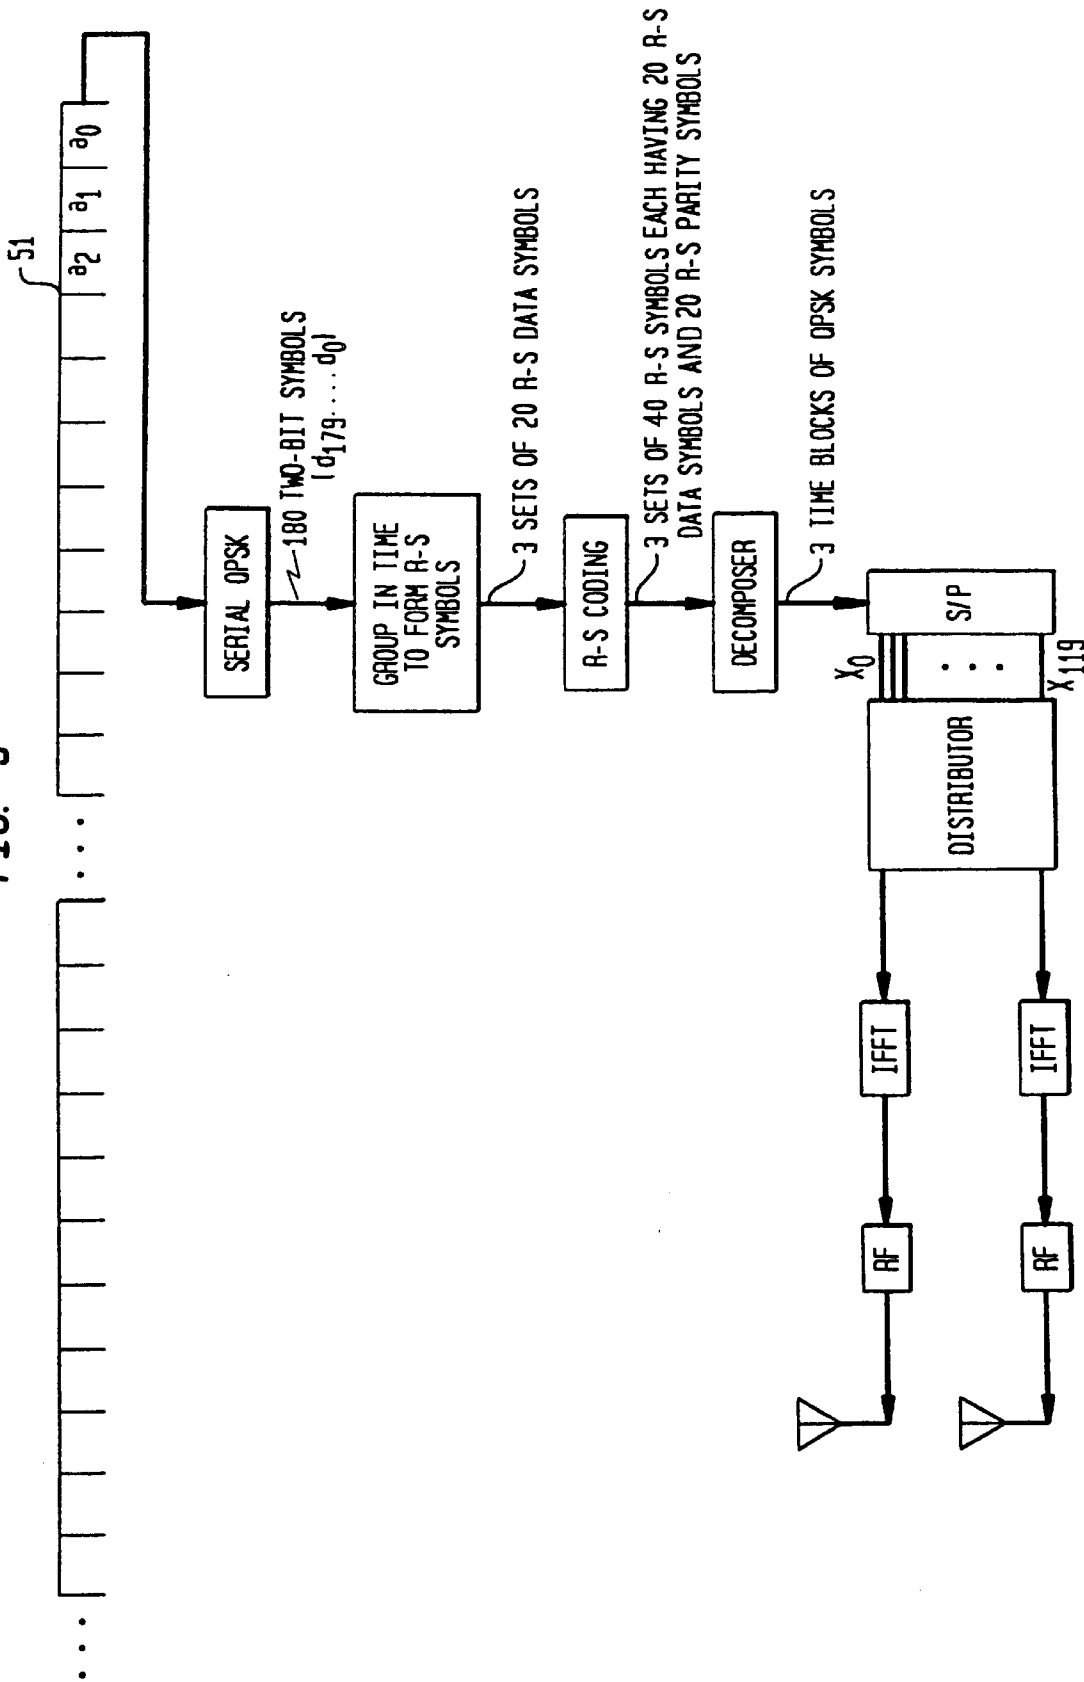 51
a2 a1 a0
SERIAL QPSK
180 TWO-BIT SYMBOLS
(d179....d0)
GROUP IN TIME
TO FORM R-S
SYMBOLS
3 SETS OF 20 R-S DATA SYMBOLS
R-S CODING
3 SETS OF 40 R-S SYMBOLS EACH HAVING 20 R-S
DATA SYMBOLS AND 20 R-S PARITY SYMBOLS
DECOMPOSER
3 TIME BLOCKS OF QPSK SYMBOLS
S/P
X0
X119
DISTRIBUTOR
IFFT
IFFT
RF
RF